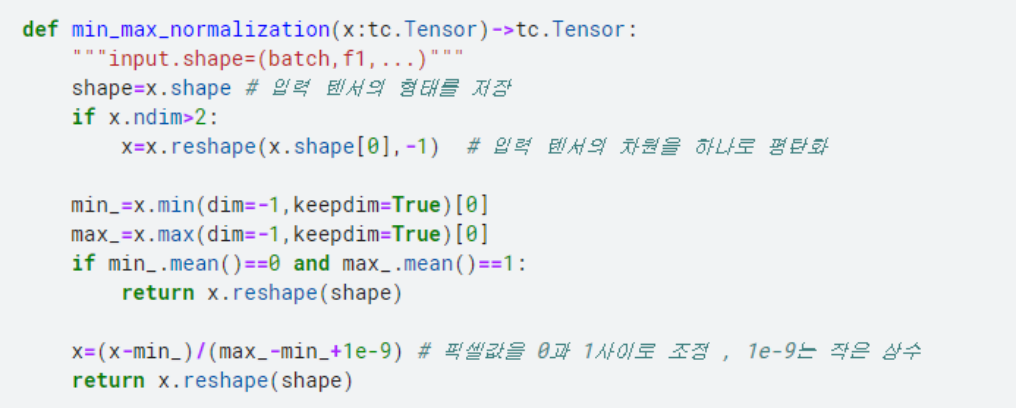 def min_max_normalization(x:tc.Tensor)->tc.Tensor:
    """input.shape=(batch,f1,...)"""
    shape=x.shape # 입력 텐서의 형태를 저장
    if x.ndim>2:
        x=x.reshape(x.shape[0],-1)  # 입력 텐서의 차원을 하나로 평탄화

    min_=x.min(dim=-1,keepdim=True)[0]
    max_=x.max(dim=-1,keepdim=True)[0]
    if min_.mean()==0 and max_.mean()==1:
        return x.reshape(shape)

    x=(x-min_)/(max_-min_+1e-9) # 픽셀값을 0과 1사이로 조정 , 1e-9는 작은 상수
    return x.reshape(shape)